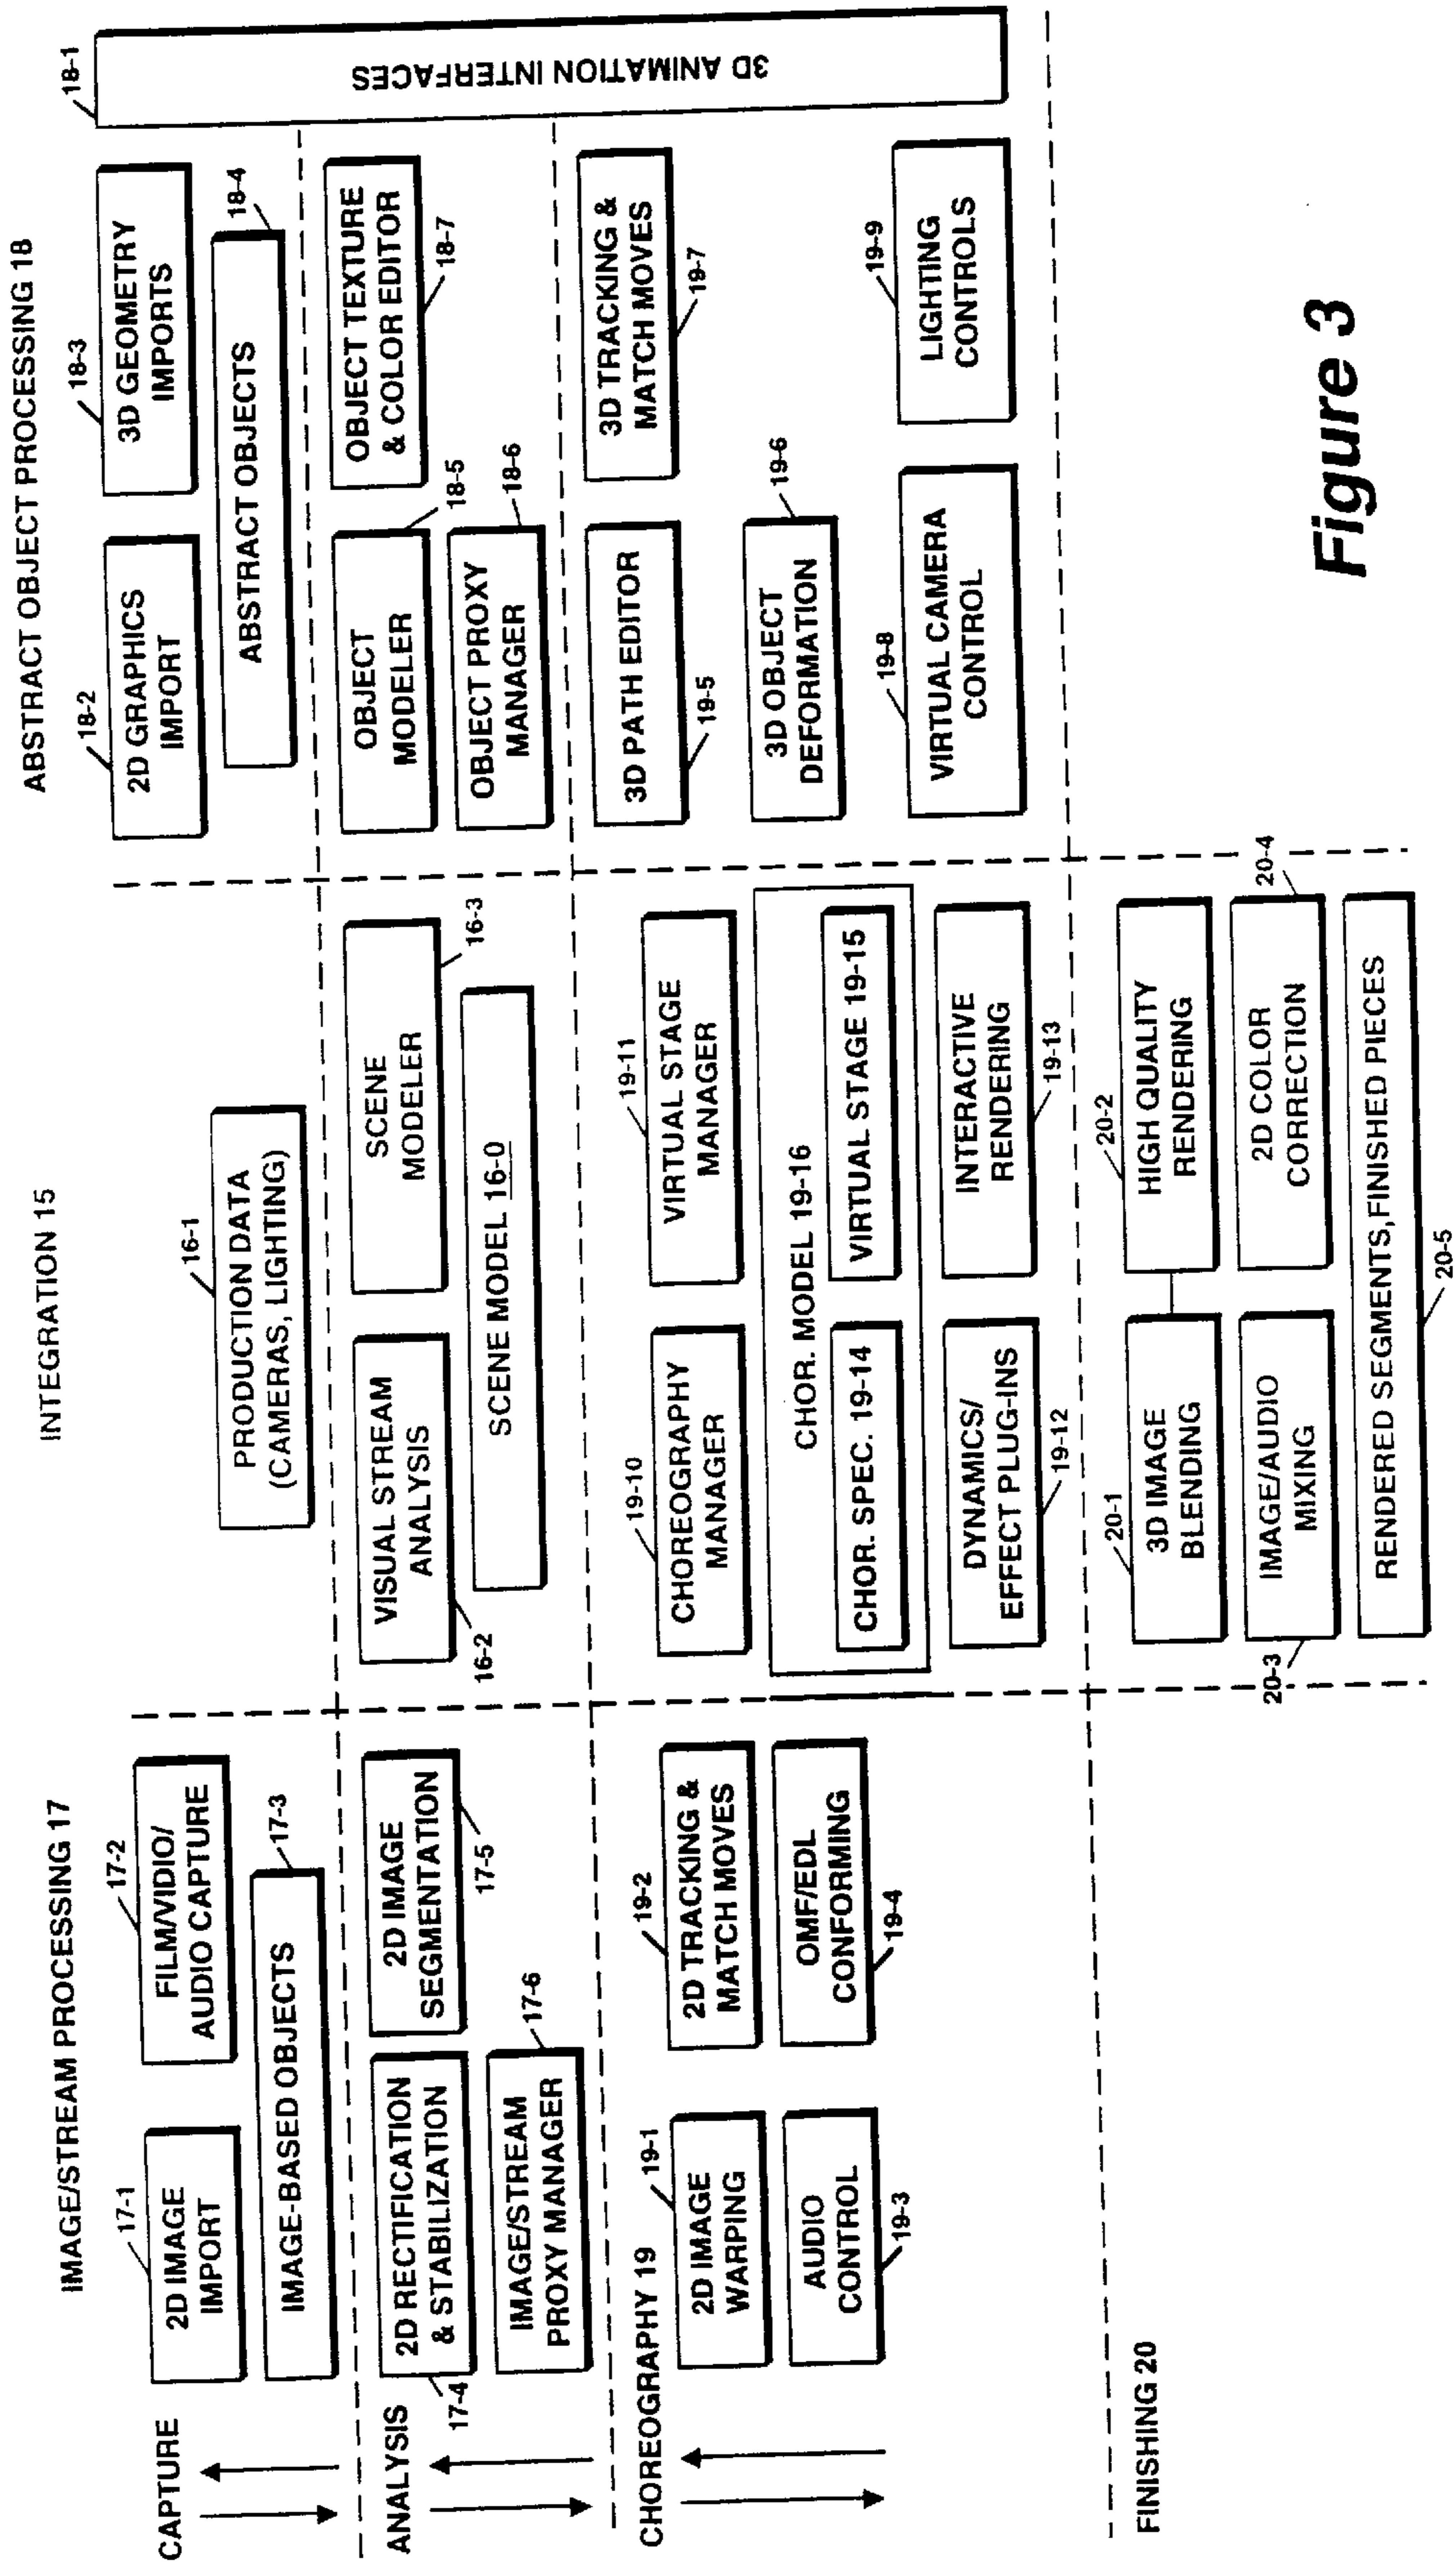 IMAGE/STREAM PROCESSING 17
INTEGRATION 15
ABSTRACT OBJECT PROCESSING 18
CAPTURE
17-1
2D IMAGE
IMPORT
17-2
FILM/VIDIO/
AUDIO CAPTURE
IMAGE-BASED OBJECTS
17-3
16-1
PRODUCTION DATA
(CAMERAS, LIGHTING)
18-2
2D GRAPHICS
IMPORT
18-3
3D GEOMETRY
IMPORTS
ABSTRACT OBJECTS
18-4
18-1
3D ANIMATION INTERFACES
ANALYSIS
2D RECTIFICATION
& STABILIZATION
17-4
2D IMAGE
SEGMENTATION
17-5
IMAGE/STREAM
PROXY MANAGER
17-6
VISUAL STREAM
ANALYSIS
16-2
SCENE
MODELER
16-3
SCENE MODEL 16-0
OBJECT
MODELER
18-5
OBJECT TEXTURE
& COLOR EDITOR
18-7
OBJECT PROXY
MANAGER
18-6
CHOREOGRAPHY 19
19-1
2D IMAGE
WARPING
19-2
2D TRACKING &
MATCH MOVES
AUDIO
CONTROL
19-3
OMF/EDL
CONFORMING
19-4
19-10
CHOREOGRAPHY
MANAGER
19-11
VIRTUAL STAGE
MANAGER
CHOR. MODEL 19-16
CHOR. SPEC. 19-14
VIRTUAL STAGE 19-15
DYNAMICS/
EFFECT PLUG-INS
19-12
INTERACTIVE
RENDERING
19-13
3D PATH EDITOR
19-5
3D TRACKING &
MATCH MOVES
19-7
3D OBJECT
DEFORMATION
19-6
19-8
VIRTUAL CAMERA
CONTROL
19-9
LIGHTING
CONTROLS
FINISHING 20
20-1
3D IMAGE
BLENDING
20-2
HIGH QUALITY
RENDERING
IMAGE/AUDIO
MIXING
20-3
2D COLOR
CORRECTION
20-4
RENDERED SEGMENTS,FINISHED PIECES
20-5
Figure 3